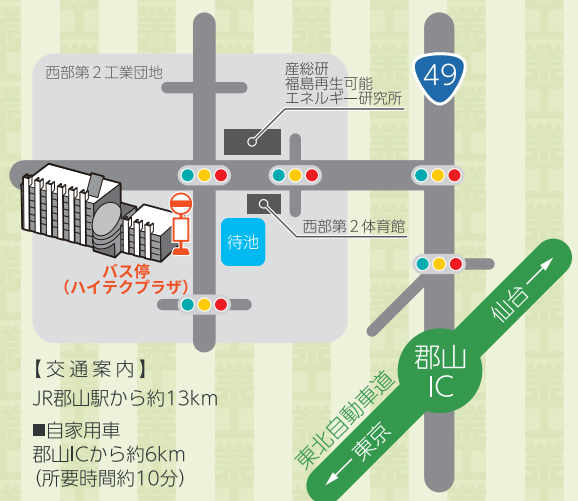 西部第２工業団地
産総研
福島再生可能
エネルギー研究所
49
西部第２体育館
待池
バス停
（ハイテクプラザ）
仙台
郡山
IC
東北自動車道
東京
【交通案内】
JR郡山駅から約13km
■自家用車
郡山ICから約6km
（所要時間約10分）